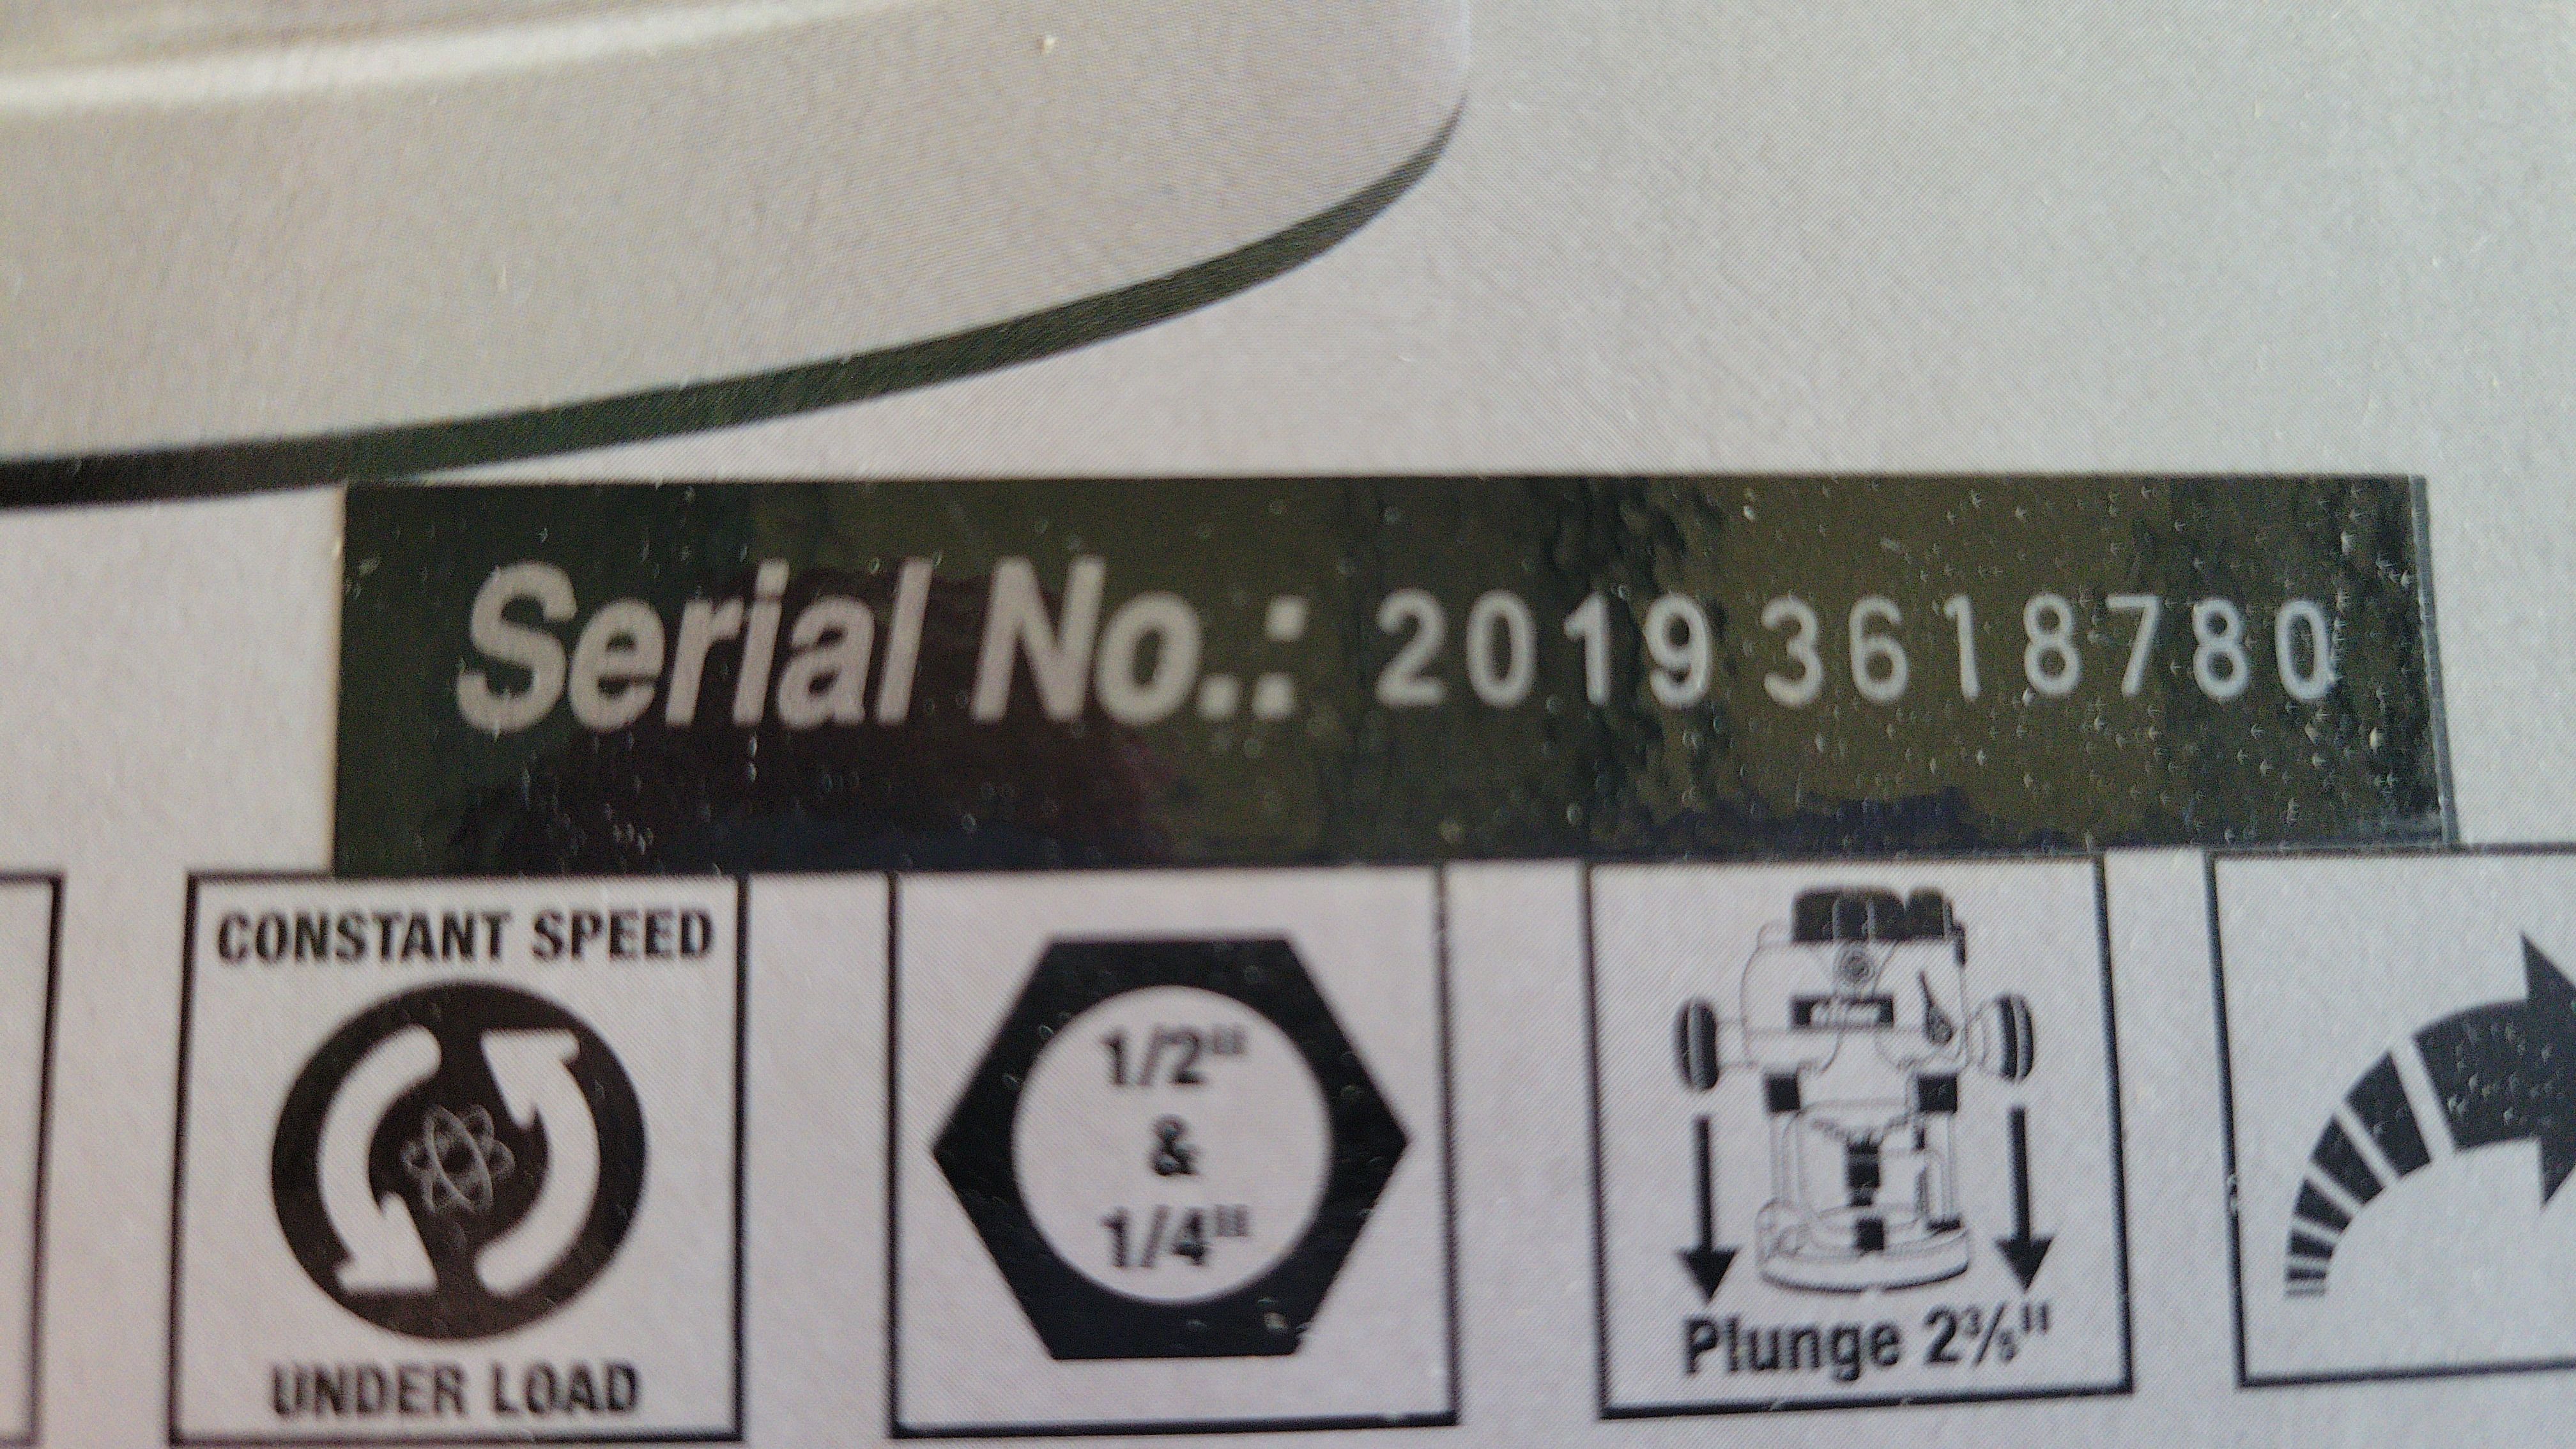 Serial No.: 2019 3618780
CONSTANT SPEED
UNDER LOAD
1/2"
&
1/4"
Plunge 2³⁄₈"